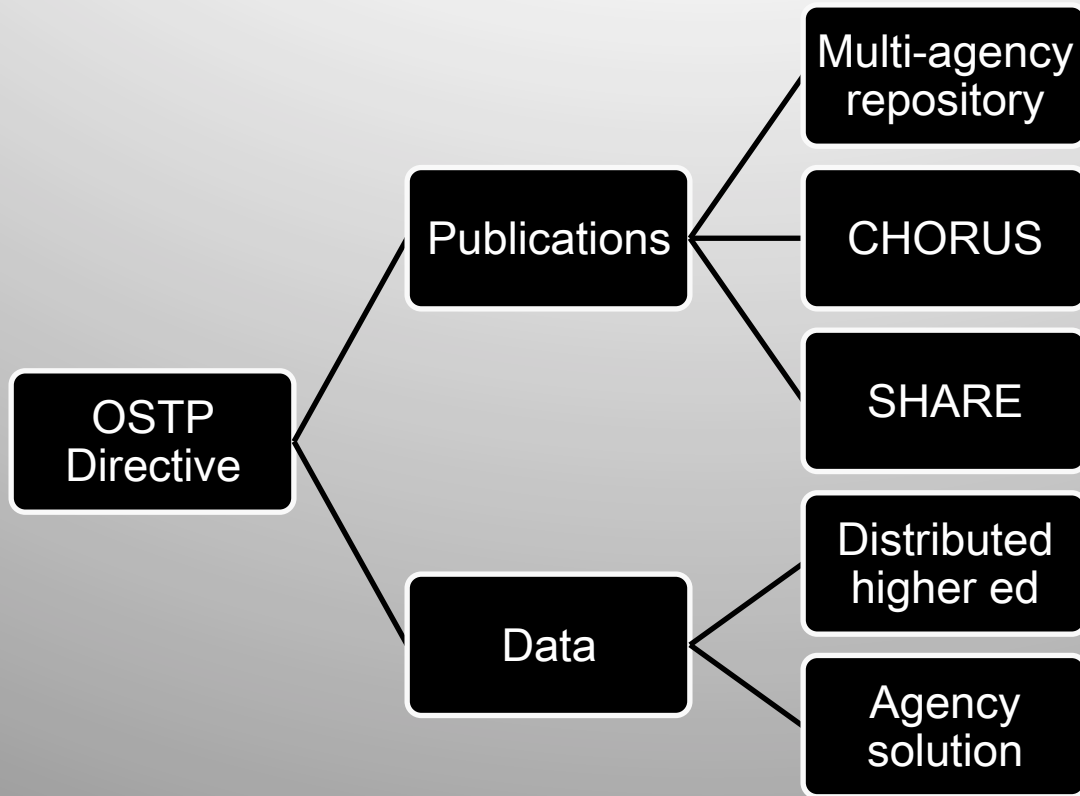 OSTP
Directive
Publications
Multi-agency
repository
CHORUS
SHARE
Data
Distributed
higher ed
Agency
solution